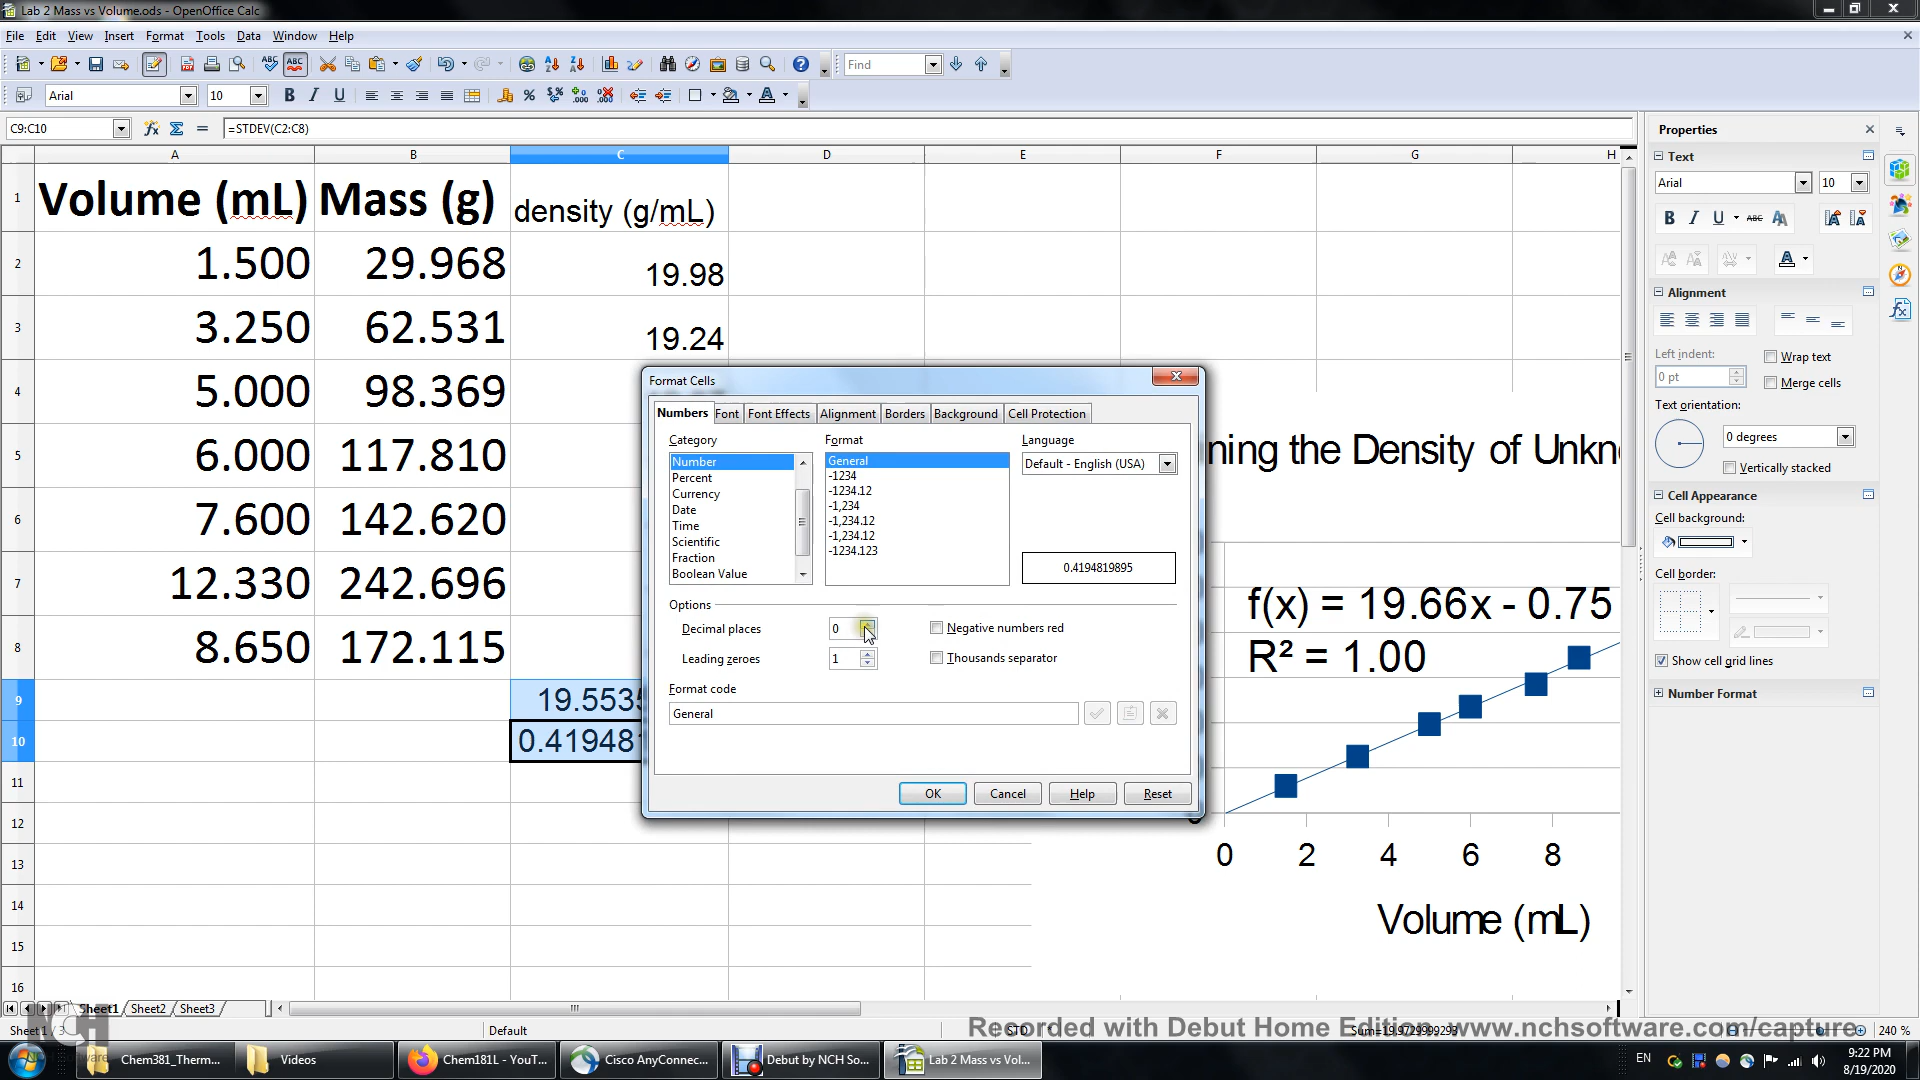 Lab 2 Mass vs Volume.ods - OpenOffice Calc
File Edit View Insert Format Tools Data Window Help
Find
Arial 10
C9:C10 =STDEV(C2:C8)
A B C D E F G H
1 Volume (mL) Mass (g) density (g/mL)
2 1.500 29.968 19.98
3 3.250 62.531 19.24
4 5.000 98.369
5 6.000 117.810
6 7.600 142.620
7 12.330 242.696
8 8.650 172.115
9 19.5535
10 0.41948
11
12
13
14
15
16
Format Cells
Numbers Font Font Effects Alignment Borders Background Cell Protection
Category Format Language
Number General Default - English (USA)
Percent -1234
Currency -1234.12
Date -1,234
Time -1,234.12
Scientific -1,234.12
Fraction -1234.123
Boolean Value
0.4194819895
Options
Decimal places 0 Negative numbers red
Leading zeroes 1 Thousands separator
Format code
General
OK Cancel Help Reset
ning the Density of Unkn
f(x) = 19.66x - 0.75
R² = 1.00
0 2 4 6 8
Volume (mL)
Properties
Text
Arial 10
Alignment
Left indent: Wrap text
0 pt Merge cells
Text orientation:
0 degrees
Vertically stacked
Cell Appearance
Cell background:
Cell border:
Show cell grid lines
Number Format
Sheet1 Sheet2 Sheet3
Sheet 1 / 3 Default STD * Sum=19.9729999293 240 %
NCH
Software
Recorded with Debut Home Edition www.nchsoftware.com/capture
Chem381_Therm... Videos Chem181L - YouT... Cisco AnyConnec... Debut by NCH So... Lab 2 Mass vs Vol...
EN 9:22 PM
8/19/2020